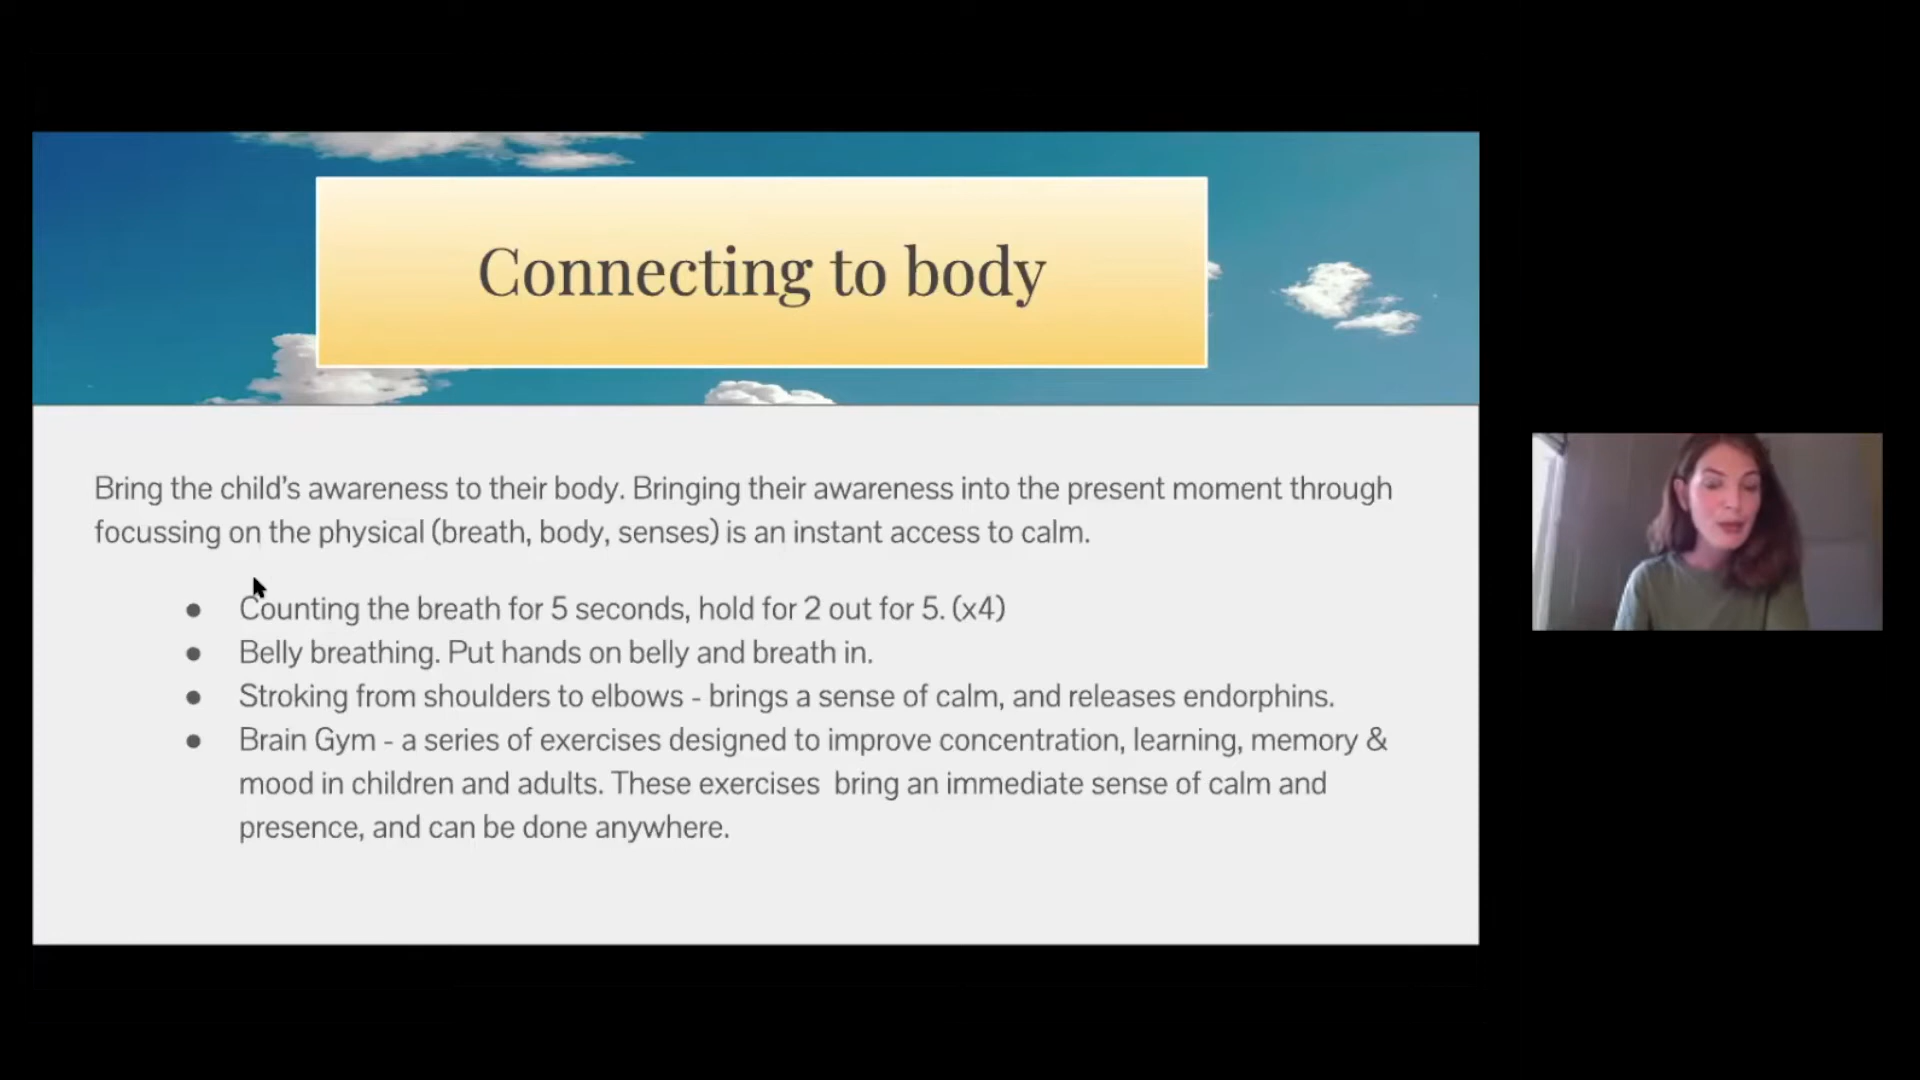 Connecting to body
Bring the child's awareness to their body. Bringing their awareness into the present moment through
focussing on the physical (breath, body, senses) is an instant access to calm.
● Counting the breath for 5 seconds, hold for 2 out for 5. (x4)
● Belly breathing. Put hands on belly and breath in.
● Stroking from shoulders to elbows - brings a sense of calm, and releases endorphins.
● Brain Gym - a series of exercises designed to improve concentration, learning, memory &
mood in children and adults. These exercises  bring an immediate sense of calm and
presence, and can be done anywhere.